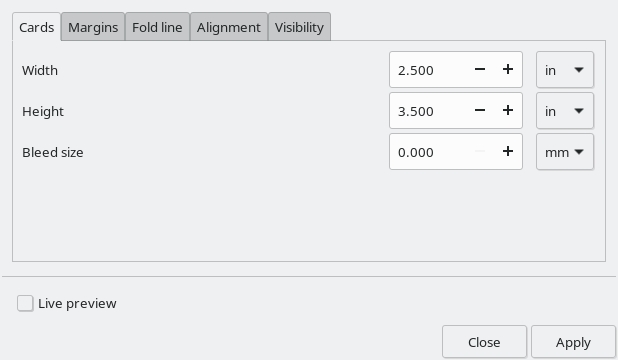 Cards Margins Fold line Alignment Visibility
Width 2.500 − + in
Height 3.500 − + in
Bleed size 0.000 − + mm
Live preview
Close Apply